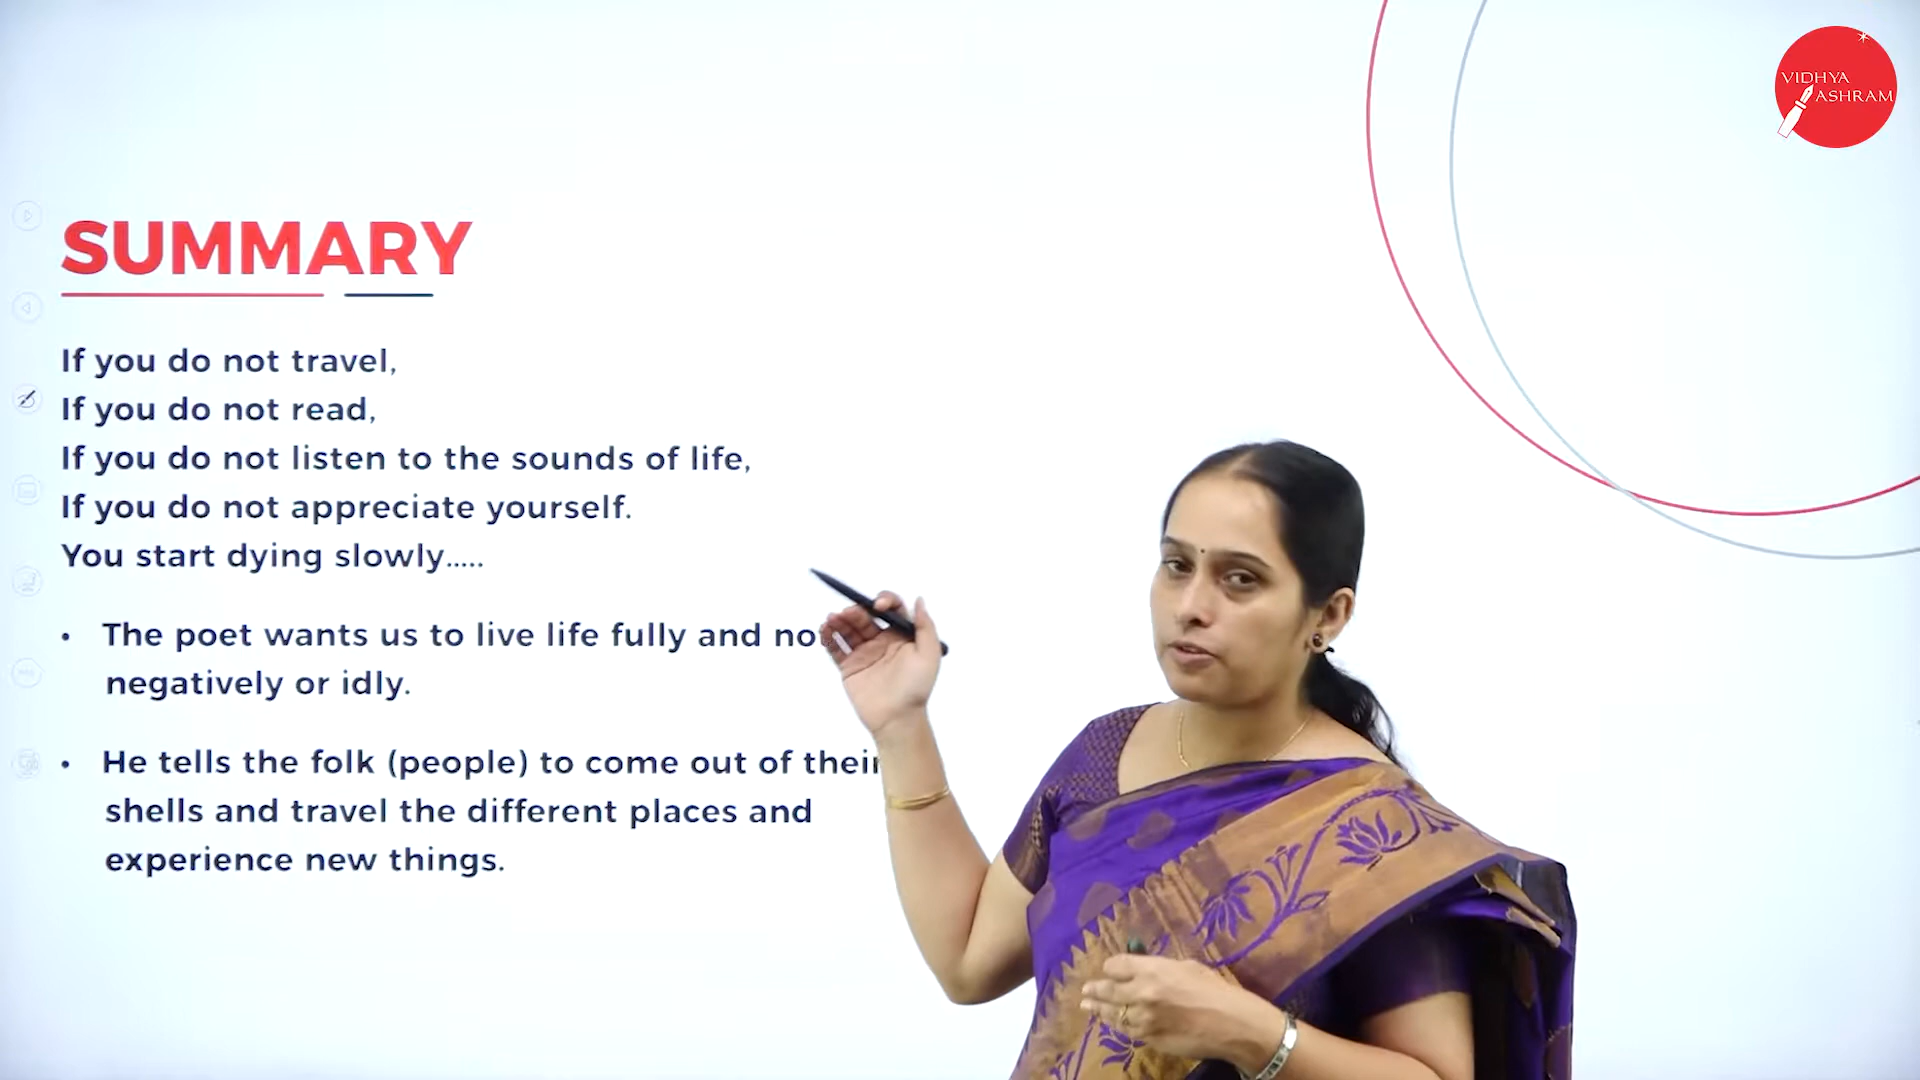 VIDHYA
ASHRAM
SUMMARY
If you do not travel,
If you do not read,
If you do not listen to the sounds of life,
If you do not appreciate yourself.
You start dying slowly.....
• The poet wants us to live life fully and
negatively or idly.
• He tells the folk (people) to come out of their
shells and travel the different places and
experience new things.